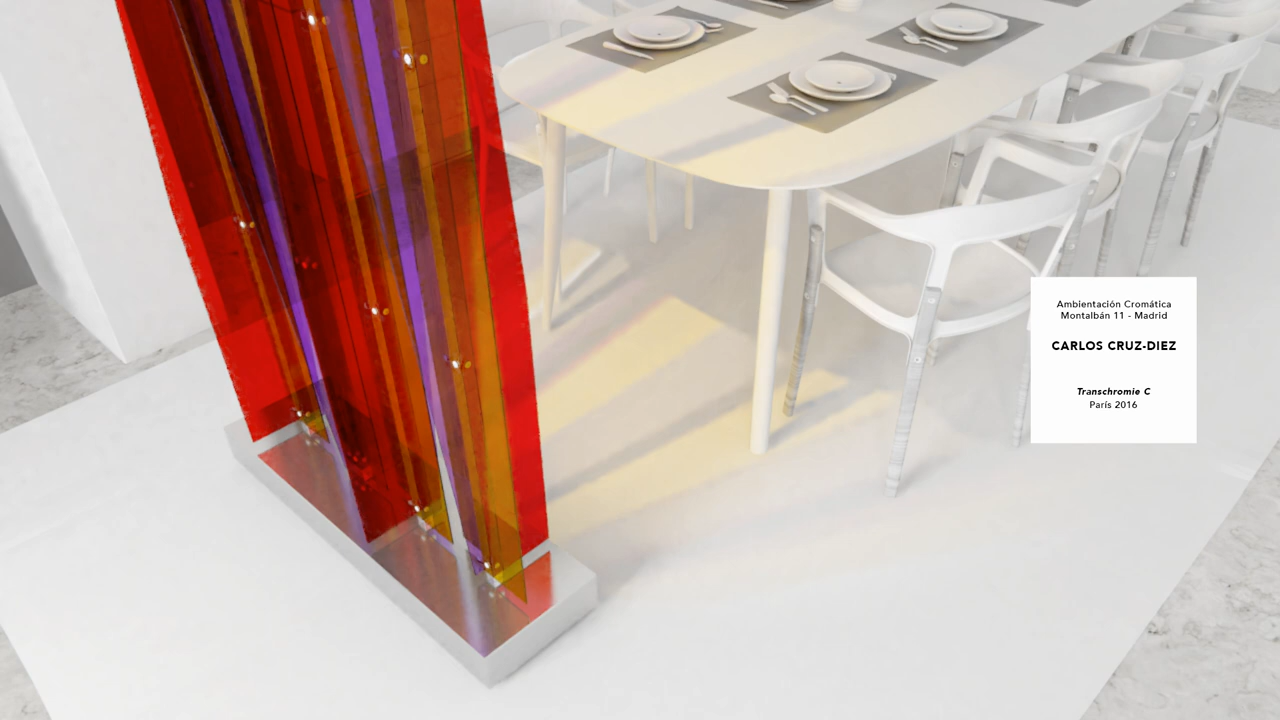 Ambientación Cromática
Montalbán 11 - Madrid
CARLOS CRUZ-DIEZ
Transchromie C
París 2016